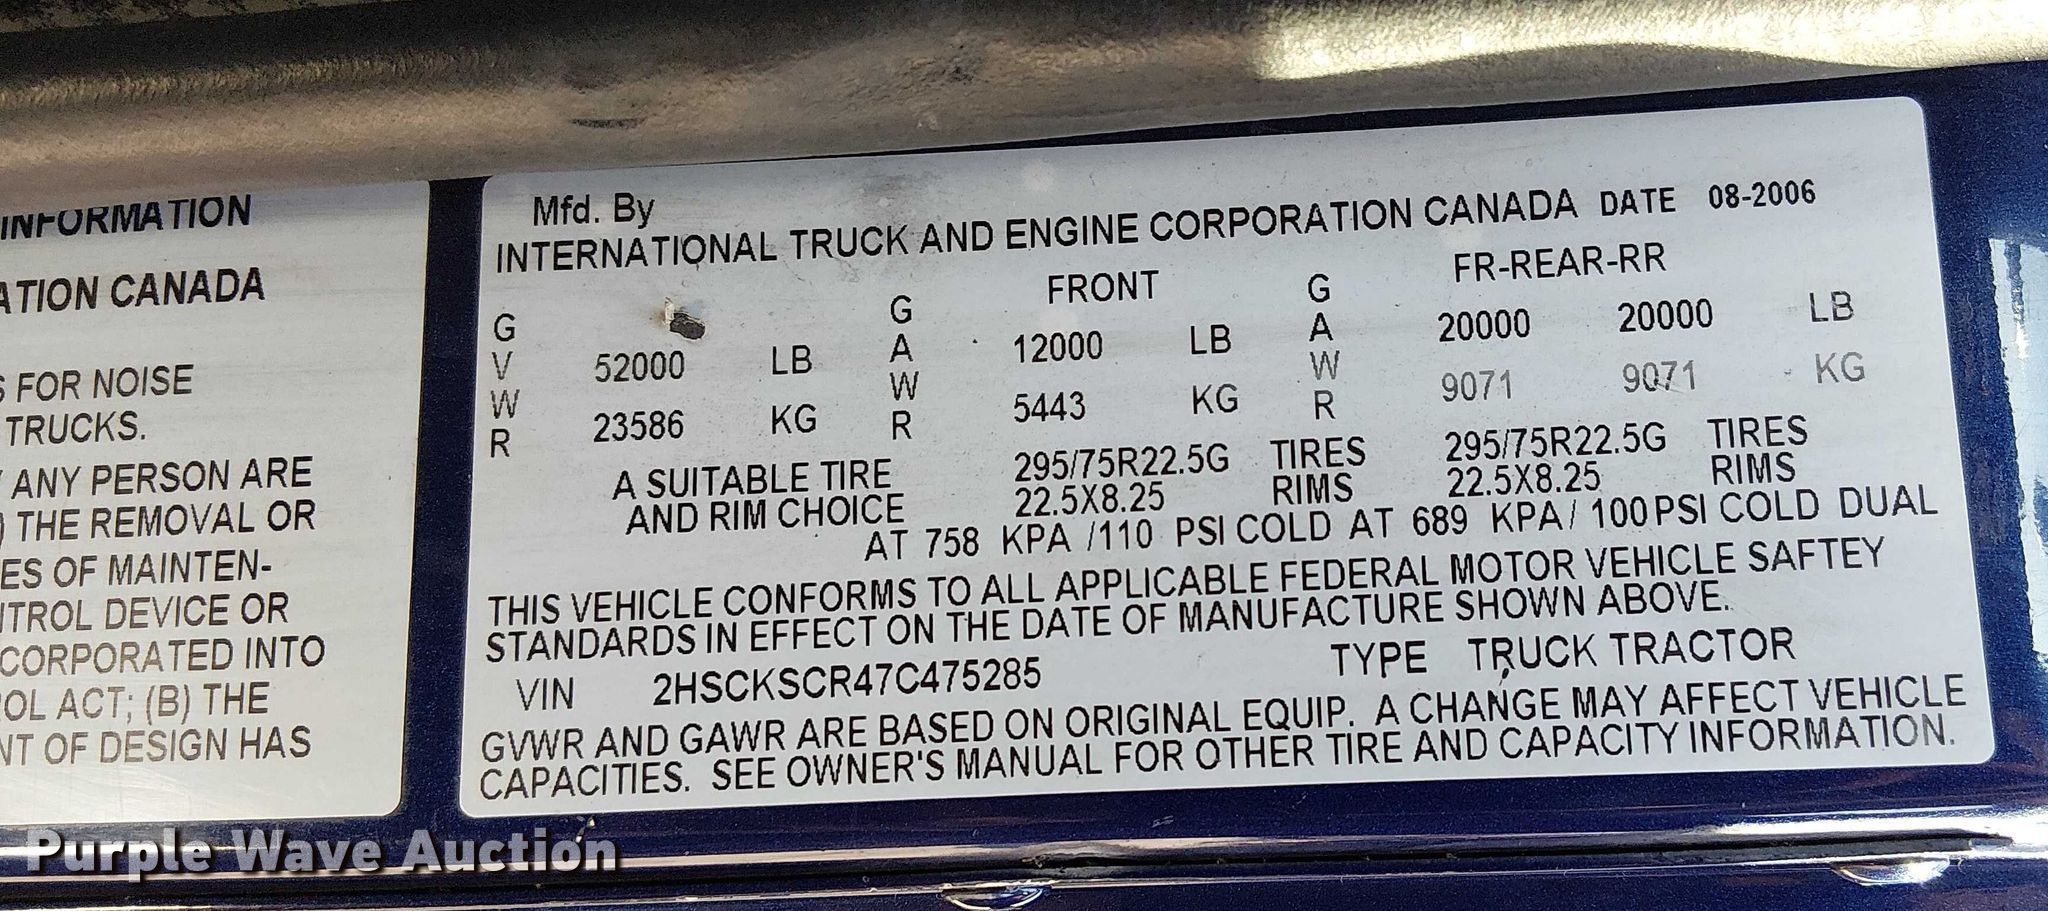 INFORMATION
ATION CANADA
S FOR NOISE
TRUCKS.
Y ANY PERSON ARE
) THE REMOVAL OR
ES OF MAINTEN-
NTROL DEVICE OR
CORPORATED INTO
OL ACT; (B) THE
NT OF DESIGN HAS
Mfd. By
INTERNATIONAL TRUCK AND ENGINE CORPORATION CANADA DATE 08-2006
FRONT FR-REAR-RR
GVWR 52000 LB GAWR 12000 LB GAWR 20000 20000 LB
23586 KG 5443 KG 9071 9071 KG
A SUITABLE TIRE 295/75R22.5G TIRES 295/75R22.5G TIRES
AND RIM CHOICE 22.5X8.25 RIMS 22.5X8.25 RIMS
AT 758 KPA /110 PSI COLD AT 689 KPA/ 100 PSI COLD DUAL
THIS VEHICLE CONFORMS TO ALL APPLICABLE FEDERAL MOTOR VEHICLE SAFTEY
STANDARDS IN EFFECT ON THE DATE OF MANUFACTURE SHOWN ABOVE.
VIN 2HSCKSCR47C475285 TYPE TRUCK TRACTOR
GVWR AND GAWR ARE BASED ON ORIGINAL EQUIP. A CHANGE MAY AFFECT VEHICLE
CAPACITIES. SEE OWNER'S MANUAL FOR OTHER TIRE AND CAPACITY INFORMATION.
Purple Wave Auction